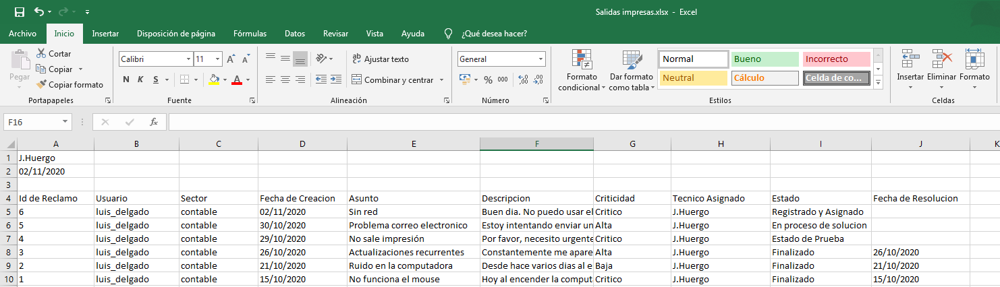 Salidas impresas.xlsx - Excel
Archivo Inicio Insertar Disposición de página Fórmulas Datos Revisar Vista Ayuda ¿Qué desea hacer?
Pegar
Cortar
Copiar
Copiar formato
Portapapeles
Calibri 11
N K S
Fuente
Ajustar texto
Combinar y centrar
Alineación
General
% 000
Número
Formato condicional
Dar formato como tabla
Normal Bueno Incorrecto
Neutral Cálculo Celda de co...
Estilos
Insertar Eliminar Formato
Celdas
F16 fx
A B C D E F G H I J K
1 J.Huergo
2 02/11/2020
3
4 Id de Reclamo Usuario Sector Fecha de Creacion Asunto Descripcion Criticidad Tecnico Asignado Estado Fecha de Resolucion
5 6 luis_delgado contable 02/11/2020 Sin red Buen dia. No puedo usar el Critico J.Huergo Registrado y Asignado
6 5 luis_delgado contable 30/10/2020 Problema correo electronico Estoy intentando enviar un Alta J.Huergo En proceso de solucion
7 4 luis_delgado contable 29/10/2020 No sale impresión Por favor, necesito urgente Critico J.Huergo Estado de Prueba
8 3 luis_delgado contable 26/10/2020 Actualizaciones recurrentes Constantemente me apare Alta J.Huergo Finalizado 26/10/2020
9 2 luis_delgado contable 21/10/2020 Ruido en la computadora Desde hace varios dias al e Baja J.Huergo Finalizado 21/10/2020
10 1 luis_delgado contable 15/10/2020 No funciona el mouse Hoy al encender la comput Critico J.Huergo Finalizado 15/10/2020